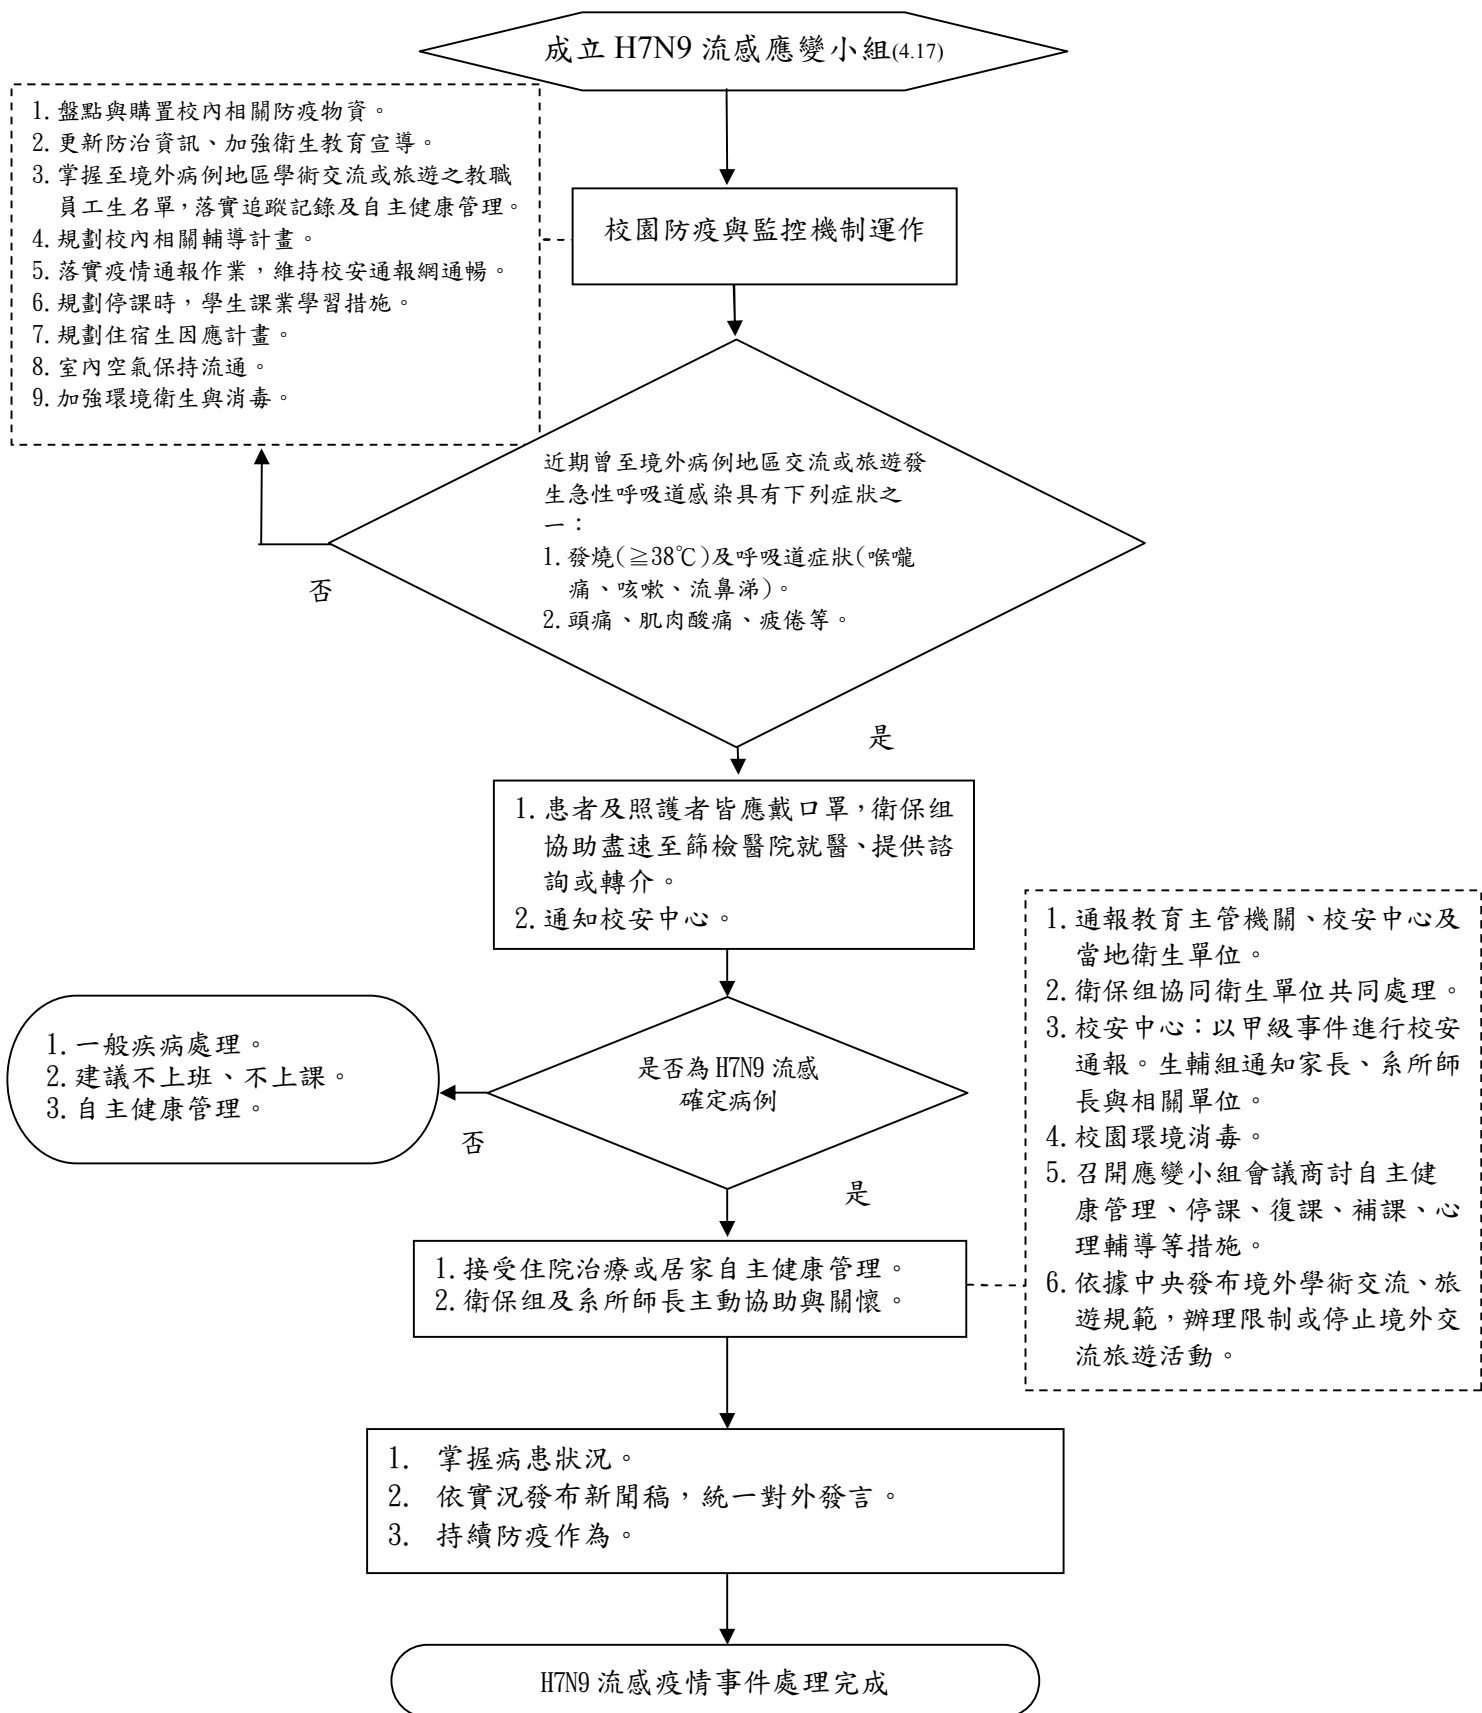 成立 H7N9 流感應變小組(4.17)
1. 盤點與購置校內相關防疫物資。
2. 更新防治資訊、加強衛生教育宣導。
3. 掌握至境外病例地區學術交流或旅遊之教職
員工生名單，落實追蹤記錄及自主健康管理。
4. 規劃校內相關輔導計畫。
5. 落實疫情通報作業，維持校安通報網通暢。
6. 規劃停課時，學生課業學習措施。
7. 規劃住宿生因應計畫。
8. 室內空氣保持流通。
9. 加強環境衛生與消毒。
校園防疫與監控機制運作
近期曾至境外病例地區交流或旅遊發
生急性呼吸道感染具有下列症狀之
一：
1. 發燒(≧38℃)及呼吸道症狀(喉嚨
痛、咳嗽、流鼻涕)。
2. 頭痛、肌肉酸痛、疲倦等。
否
是
1. 患者及照護者皆應戴口罩，衛保组
協助盡速至篩檢醫院就醫、提供諮
詢或轉介。
2. 通知校安中心。
是否為 H7N9 流感
確定病例
否
1. 一般疾病處理。
2. 建議不上班、不上課。
3. 自主健康管理。
是
1. 接受住院治療或居家自主健康管理。
2. 衛保组及系所師長主動協助與關懷。
1. 通報教育主管機關、校安中心及
當地衛生單位。
2. 衛保组協同衛生單位共同處理。
3. 校安中心：以甲級事件進行校安
通報。生輔組通知家長、系所師
長與相關單位。
4. 校園環境消毒。
5. 召開應變小組會議商討自主健
康管理、停課、復課、補課、心
理輔導等措施。
6. 依據中央發布境外學術交流、旅
遊規範，辦理限制或停止境外交
流旅遊活動。
1. 掌握病患狀況。
2. 依實況發布新聞稿，統一對外發言。
3. 持續防疫作為。
H7N9 流感疫情事件處理完成